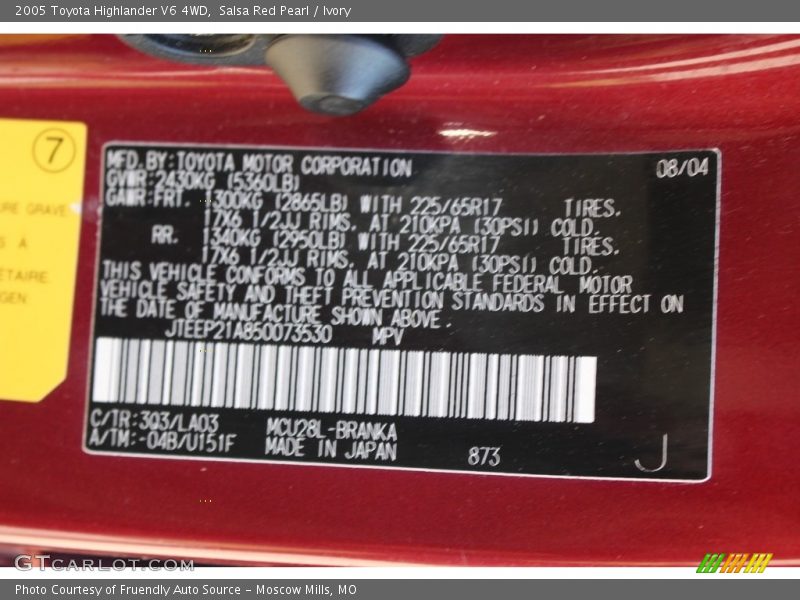 2005 Toyota Highlander V6 4WD, Salsa Red Pearl / Ivory
7
URE GRAVE
S À
ÉTAIRE
GEN
MFD. BY: TOYOTA MOTOR CORPORATION 08/04
GVWR: 2430KG (5360LB)
GAWR: FRT. 1300KG (2865LB) WITH 225/65R17 TIRES.
17X6 1/2JJ RIMS. AT 210KPA (30PSI) COLD.
RR. 1340KG (2950LB) WITH 225/65R17 TIRES.
17X6 1/2JJ RIMS. AT 210KPA (30PSI) COLD.
THIS VEHICLE CONFORMS TO ALL APPLICABLE FEDERAL MOTOR
VEHICLE SAFETY AND THEFT PREVENTION STANDARDS IN EFFECT ON
THE DATE OF MANUFACTURE SHOWN ABOVE.
JTEEP21A850073530 MPV
C/TR: 3Q3/LA03 MCU28L-BRANKA
A/TM: -04B/U151F MADE IN JAPAN 873 J
GTCARLOT.COM
Photo Courtesy of Fruendly Auto Source – Moscow Mills, MO